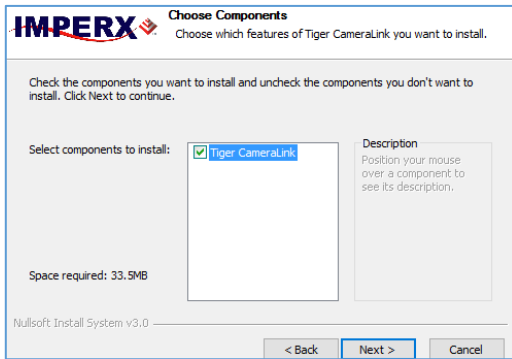 IMPERX
Choose Components
Choose which features of Tiger CameraLink you want to install.
Check the components you want to install and uncheck the components you don't want to
install. Click Next to continue.
Select components to install:
Tiger CameraLink
Description
Position your mouse
over a component to
see its description.
Space required: 33.5MB
Nullsoft Install System v3.0
< Back
Next >
Cancel